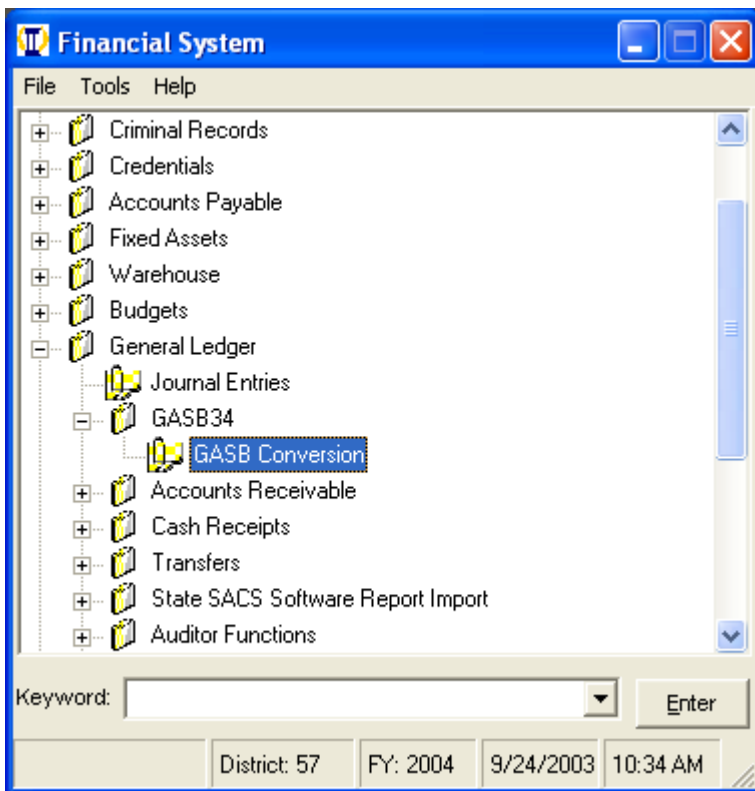 Financial System
File Tools Help
Criminal Records
Credentials
Accounts Payable
Fixed Assets
Warehouse
Budgets
General Ledger
Journal Entries
GASB34
GASB Conversion
Accounts Receivable
Cash Receipts
Transfers
State SACS Software Report Import
Auditor Functions
Keyword: Enter
District: 57 FY: 2004 9/24/2003 10:34 AM